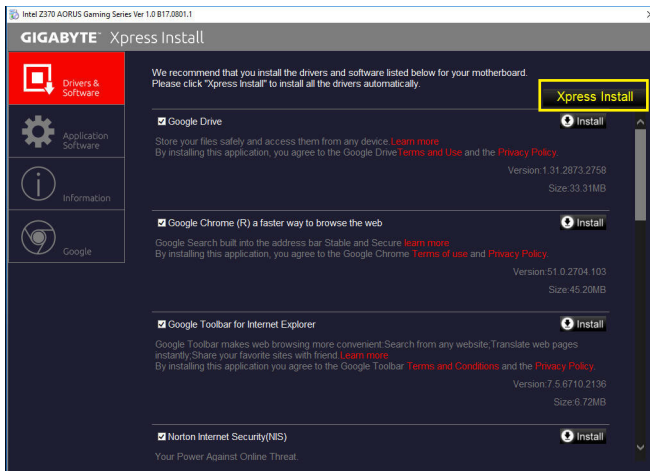 Intel Z370 AORUS Gaming Series Ver 1.0 B17.0801.1
GIGABYTE™ Xpress Install
Drivers &
Software
Application
Software
Information
Google
We recommend that you install the drivers and software listed below for your motherboard.
Please click "Xpress Install" to install all the drivers automatically.
Xpress Install
Google Drive
Install
Store your files safely and access them from any device.Learn more
By installing this application, you agree to the Google DriveTerms and Use and the Privacy Policy.
Version:1.31.2873.2758
Size:33.31MB
Google Chrome (R) a faster way to browse the web
Install
Google Search built into the address bar Stable and Secure learn more
By installing this application, you agree to the Google Chrome Terms of use and Privacy Policy.
Version:51.0.2704.103
Size:45.20MB
Google Toolbar for Internet Explorer
Install
Google Toolbar makes web browsing more convenient:Search from any website;Translate web pages
instantly;Share your favorite sites with friend.Learn more
By installing this application you agree to the Google Toolbar Terms and Conditions and the Privacy Policy.
Version:7.5.6710.2136
Size:6.72MB
Norton Internet Security(NIS)
Install
Your Power Against Online Threat.